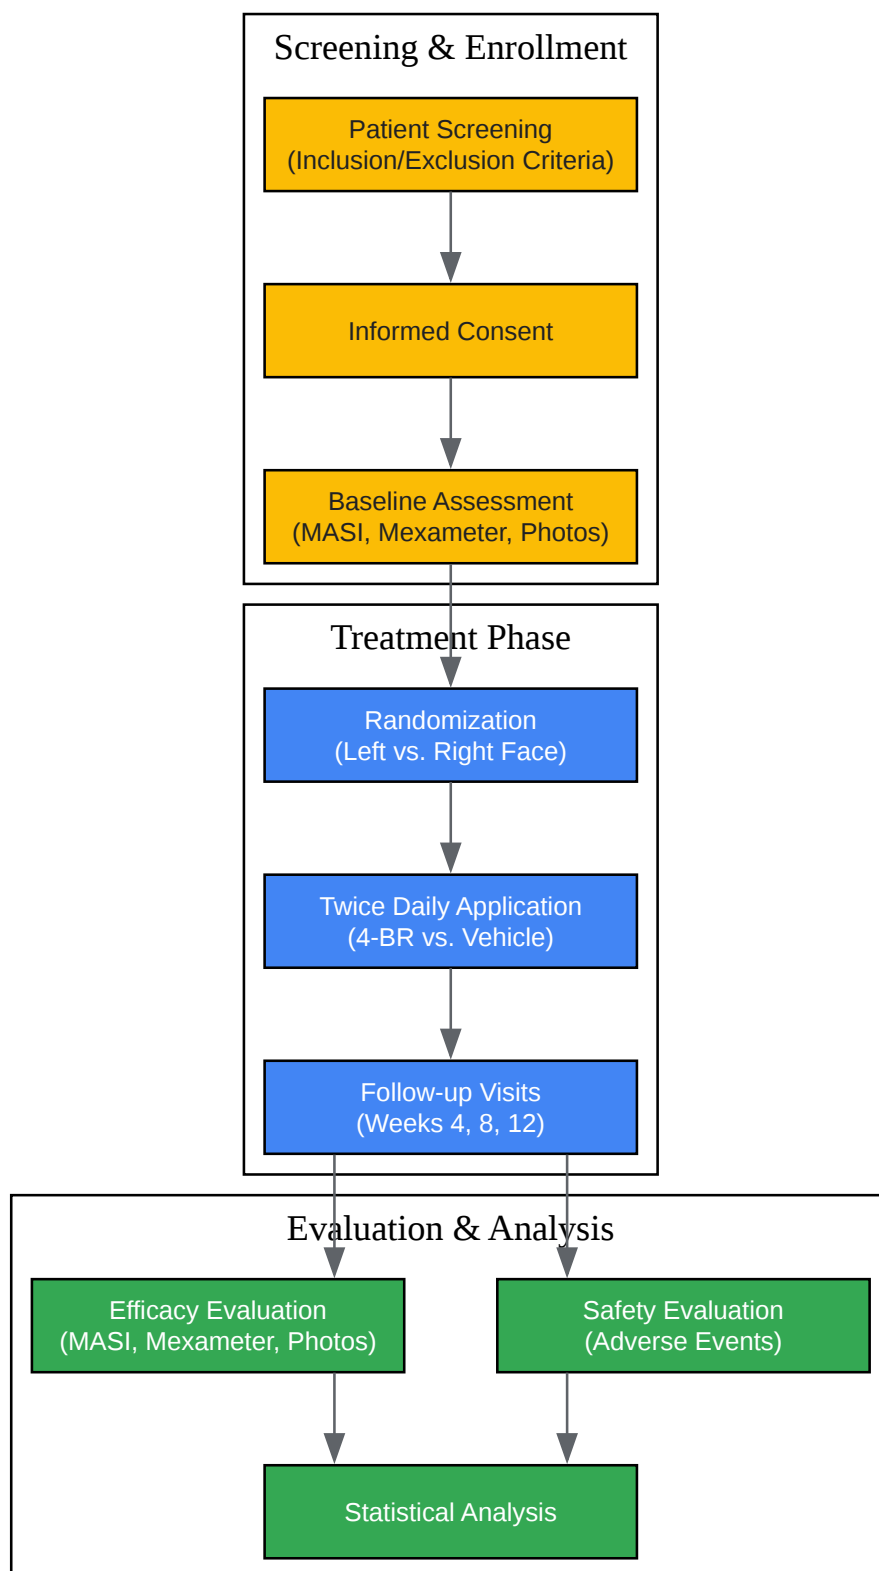 Screening & Enrollment
Patient Screening
(Inclusion/Exclusion Criteria)
Informed Consent
Baseline Assessment
(MASI, Mexameter, Photos)
Treatment Phase
Randomization
(Left vs. Right Face)
Twice Daily Application
(4-BR vs. Vehicle)
Follow-up Visits
(Weeks 4, 8, 12)
Evaluation & Analysis
Efficacy Evaluation
(MASI, Mexameter, Photos)
Safety Evaluation
(Adverse Events)
Statistical Analysis